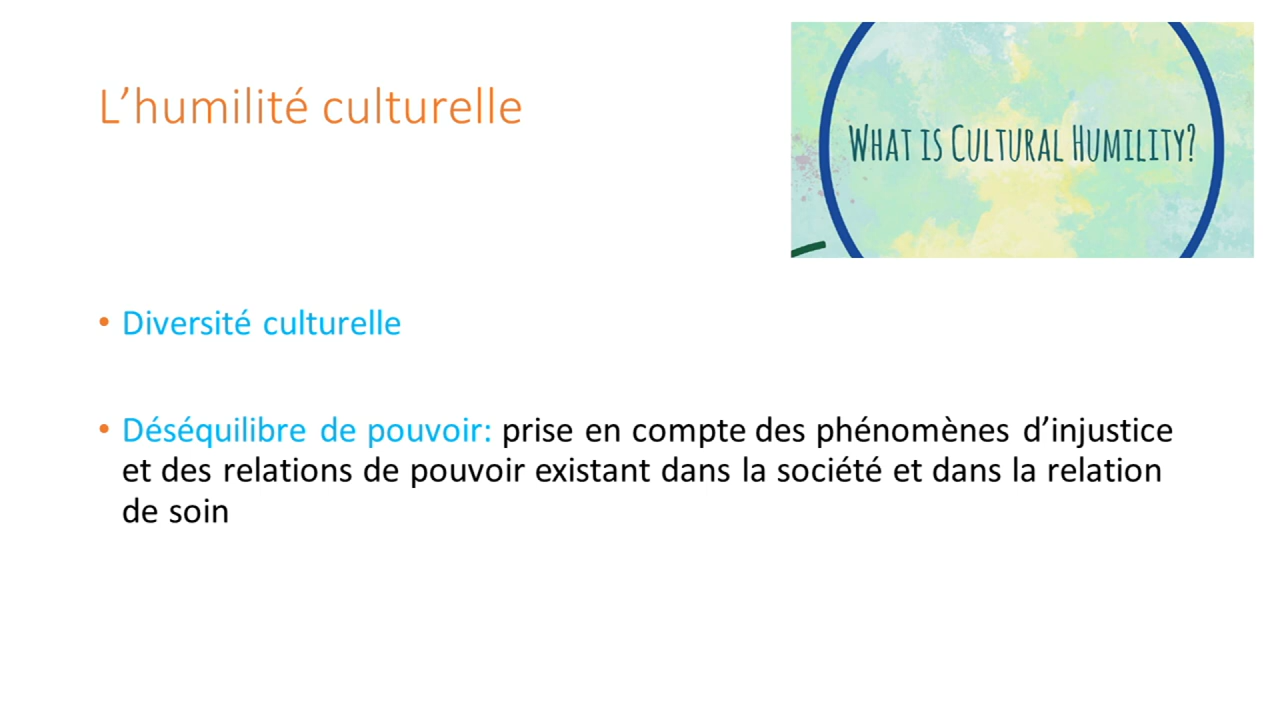 L’humilité culturelle
WHAT IS CULTURAL HUMILITY?
• Diversité culturelle
• Déséquilibre de pouvoir: prise en compte des phénomènes d’injustice
et des relations de pouvoir existant dans la société et dans la relation
de soin